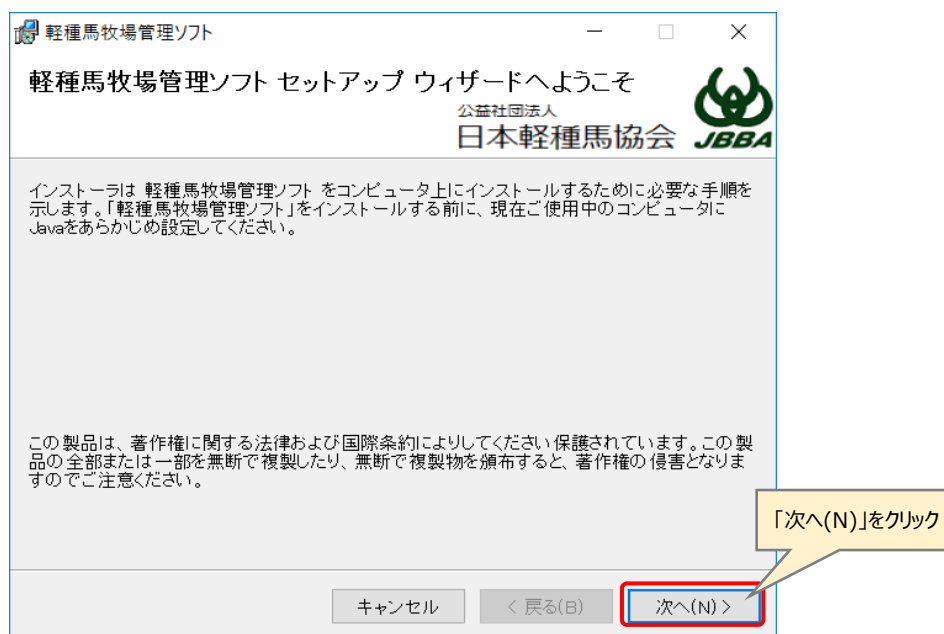 軽種馬牧場管理ソフト
軽種馬牧場管理ソフト セットアップ ウィザードへようこそ
公益社団法人
日本軽種馬協会
JBBA
インストーラは 軽種馬牧場管理ソフト をコンピュータ上にインストールするために必要な手順を
示します。「軽種馬牧場管理ソフト」をインストールする前に、現在ご使用中のコンピュータに
Javaをあらかじめ設定してください。
この製品は、著作権に関する法律および国際条約によりしてください保護されています。この製
品の全部または一部を無断で複製したり、無断で複製物を頒布すると、著作権の侵害となりま
すのでご注意ください。
「次へ(N)」をクリック
キャンセル
< 戻る(B)
次へ(N) >